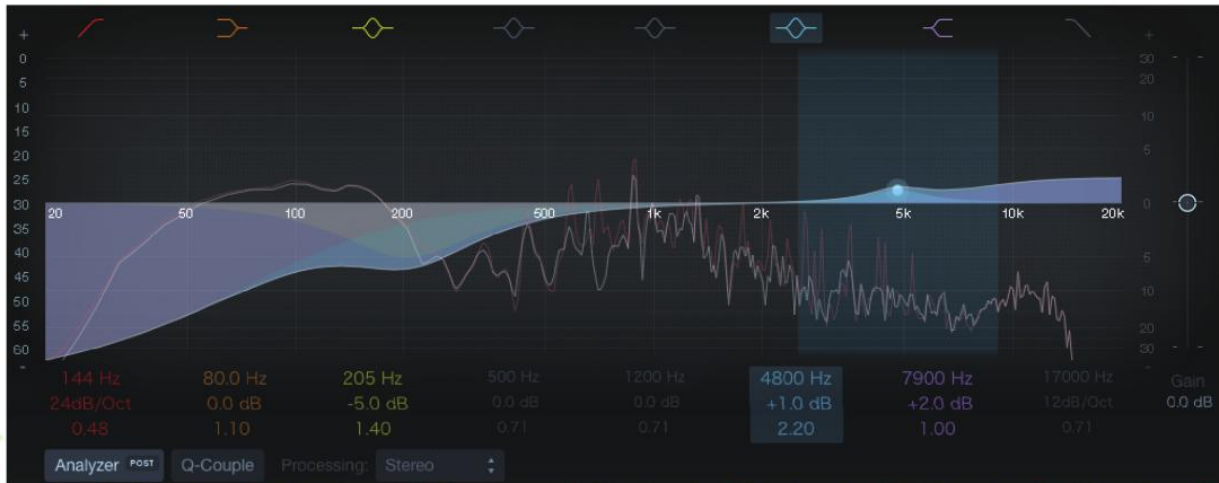 + +
0 30
5 20
10
15 10
20 5
25
30 20 50 100 200 500 1k 2k 5k 10k 20k 0
35
40 5
45
50 10
55 20
60 30
- -
144 Hz 80.0 Hz 205 Hz 500 Hz 1200 Hz 4800 Hz 7900 Hz 17000 Hz Gain
24dB/Oct 0.0 dB -5.0 dB 0.0 dB 0.0 dB +1.0 dB +2.0 dB 12dB/Oct 0.0 dB
0.48 1.10 1.40 0.71 0.71 2.20 1.00 0.71
Analyzer POST Q-Couple Processing: Stereo